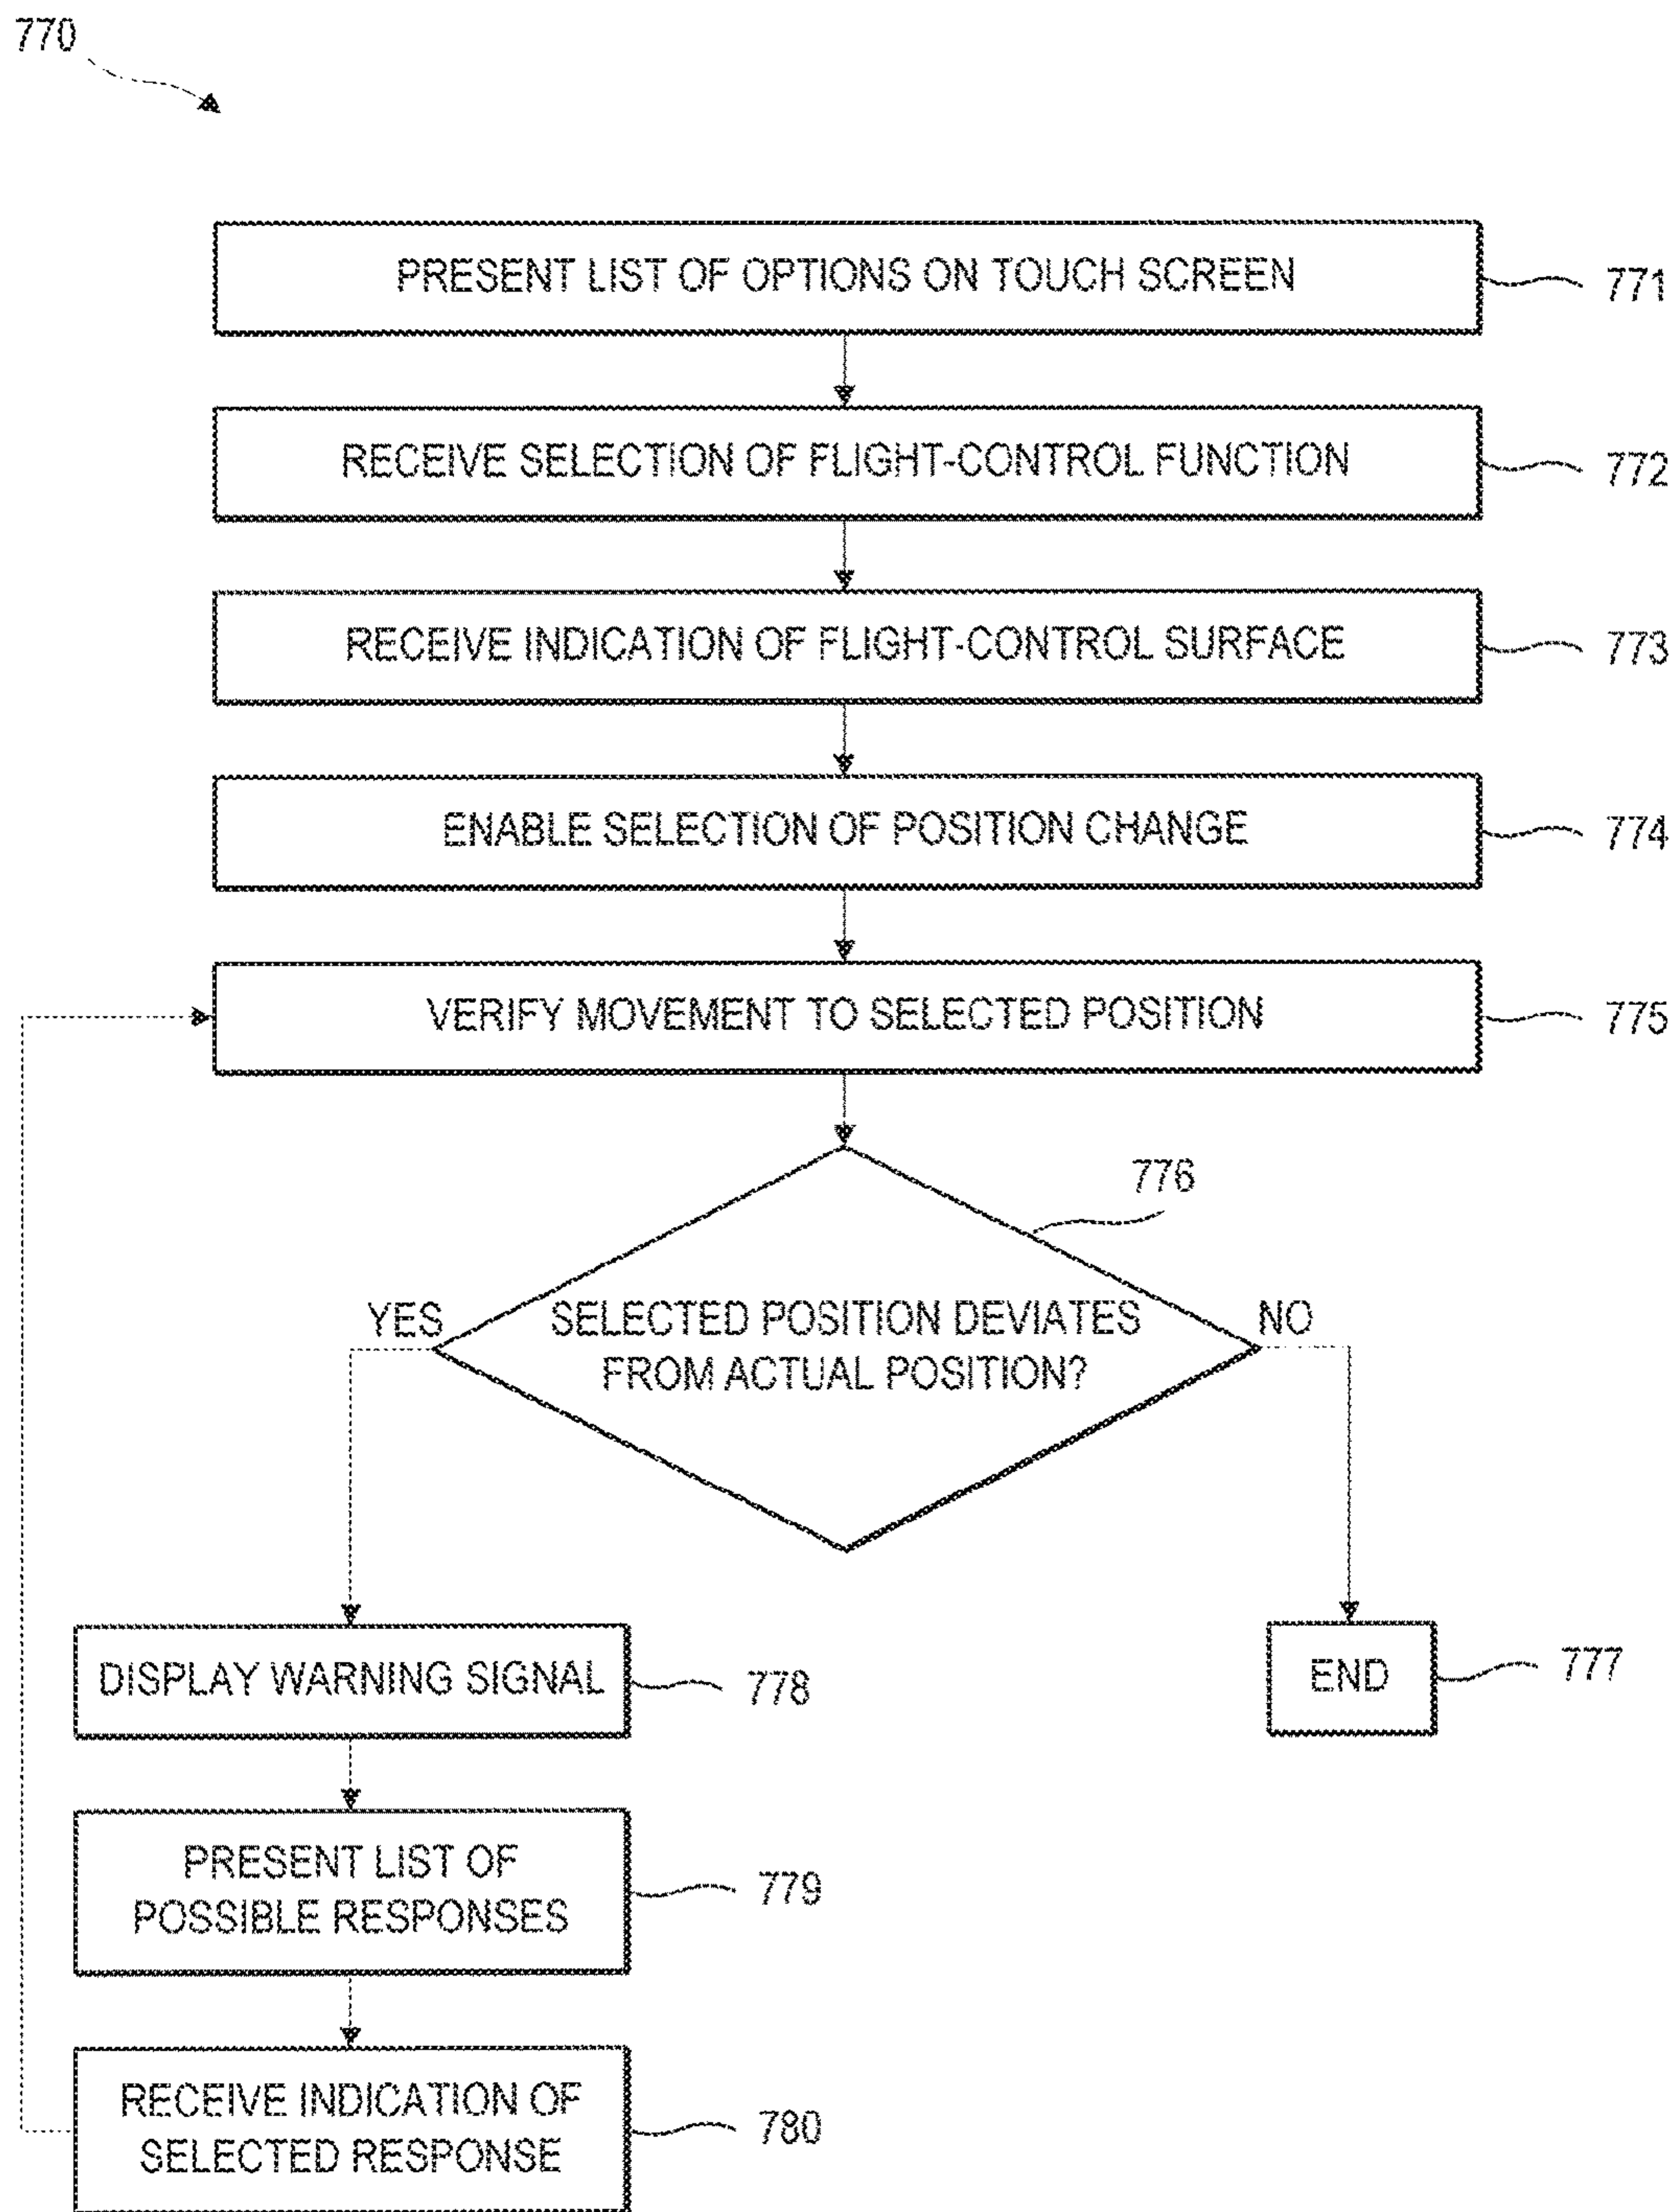 770
PRESENT LIST OF OPTIONS ON TOUCH SCREEN
771
RECEIVE SELECTION OF FLIGHT-CONTROL FUNCTION
772
RECEIVE INDICATION OF FLIGHT-CONTROL SURFACE
773
ENABLE SELECTION OF POSITION CHANGE
774
VERIFY MOVEMENT TO SELECTED POSITION
775
776
YES
SELECTED POSITION DEVIATES
FROM ACTUAL POSITION?
NO
DISPLAY WARNING SIGNAL
778
END
777
PRESENT LIST OF
POSSIBLE RESPONSES
779
RECEIVE INDICATION OF
SELECTED RESPONSE
780